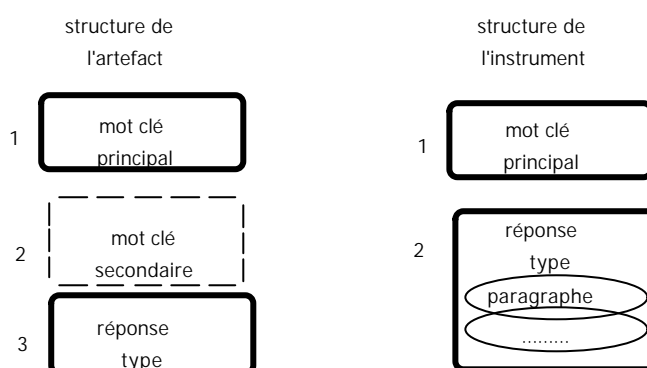 structure de
l'artefact
1
mot clé
principal
2
mot clé
secondaire
3
réponse
type
structure de
l'instrument
1
mot clé
principal
2
réponse
type
paragraphe
.........